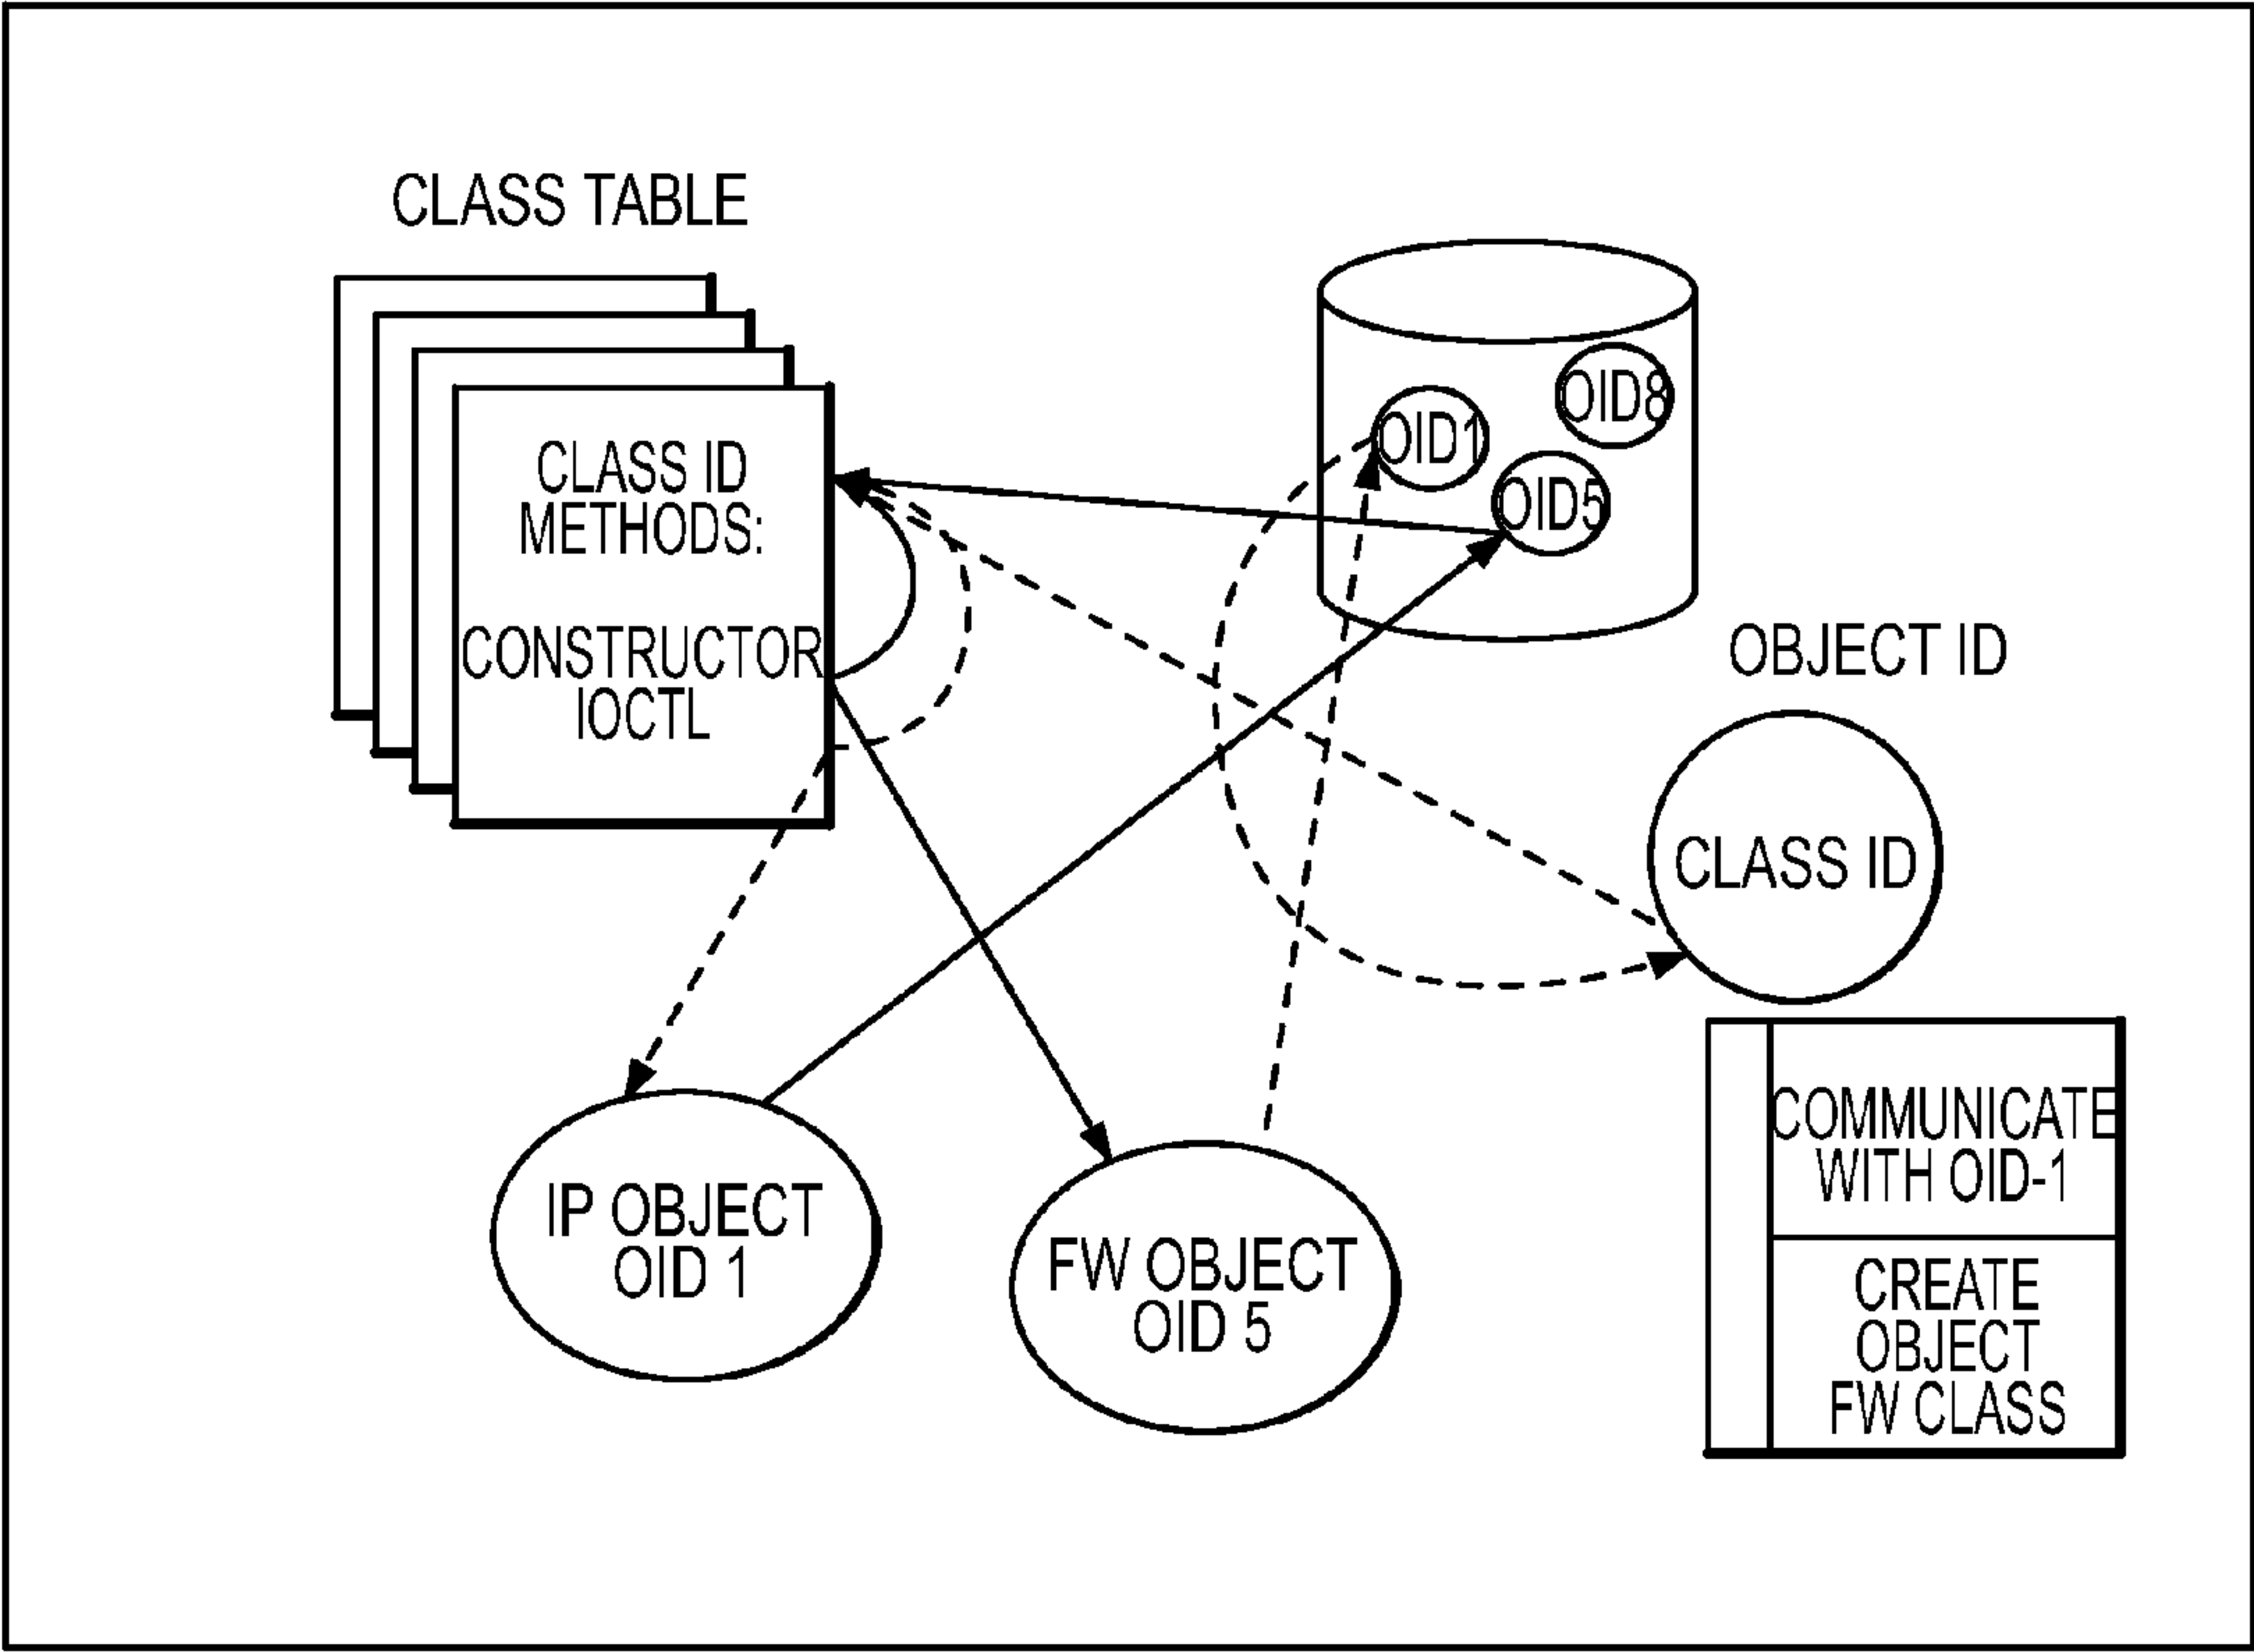 CLASS TABLE
CLASS ID
METHODS:
CONSTRUCTOR
IOCTL
OID8
OID1
OID5
OBJECT ID
CLASS ID
IP OBJECT
OID 1
FW OBJECT
OID 5
COMMUNICATE
WITH OID-1
CREATE
OBJECT
FW CLASS